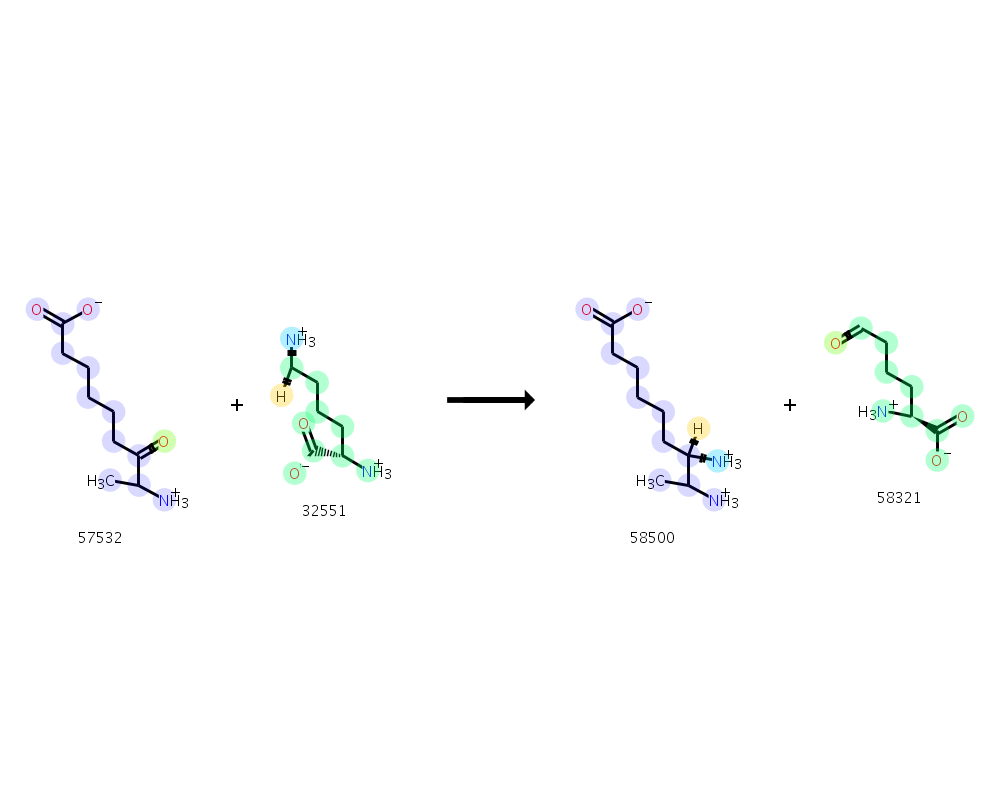 O O⁻
O
H₃C
NH₃⁺
57532
+
NH₃⁺
H
O
O⁻
NH₃⁺
32551
O O⁻
H
NH₃⁺
H₃C
NH₃⁺
58500
+
O
H₃N⁺
O
O⁻
58321